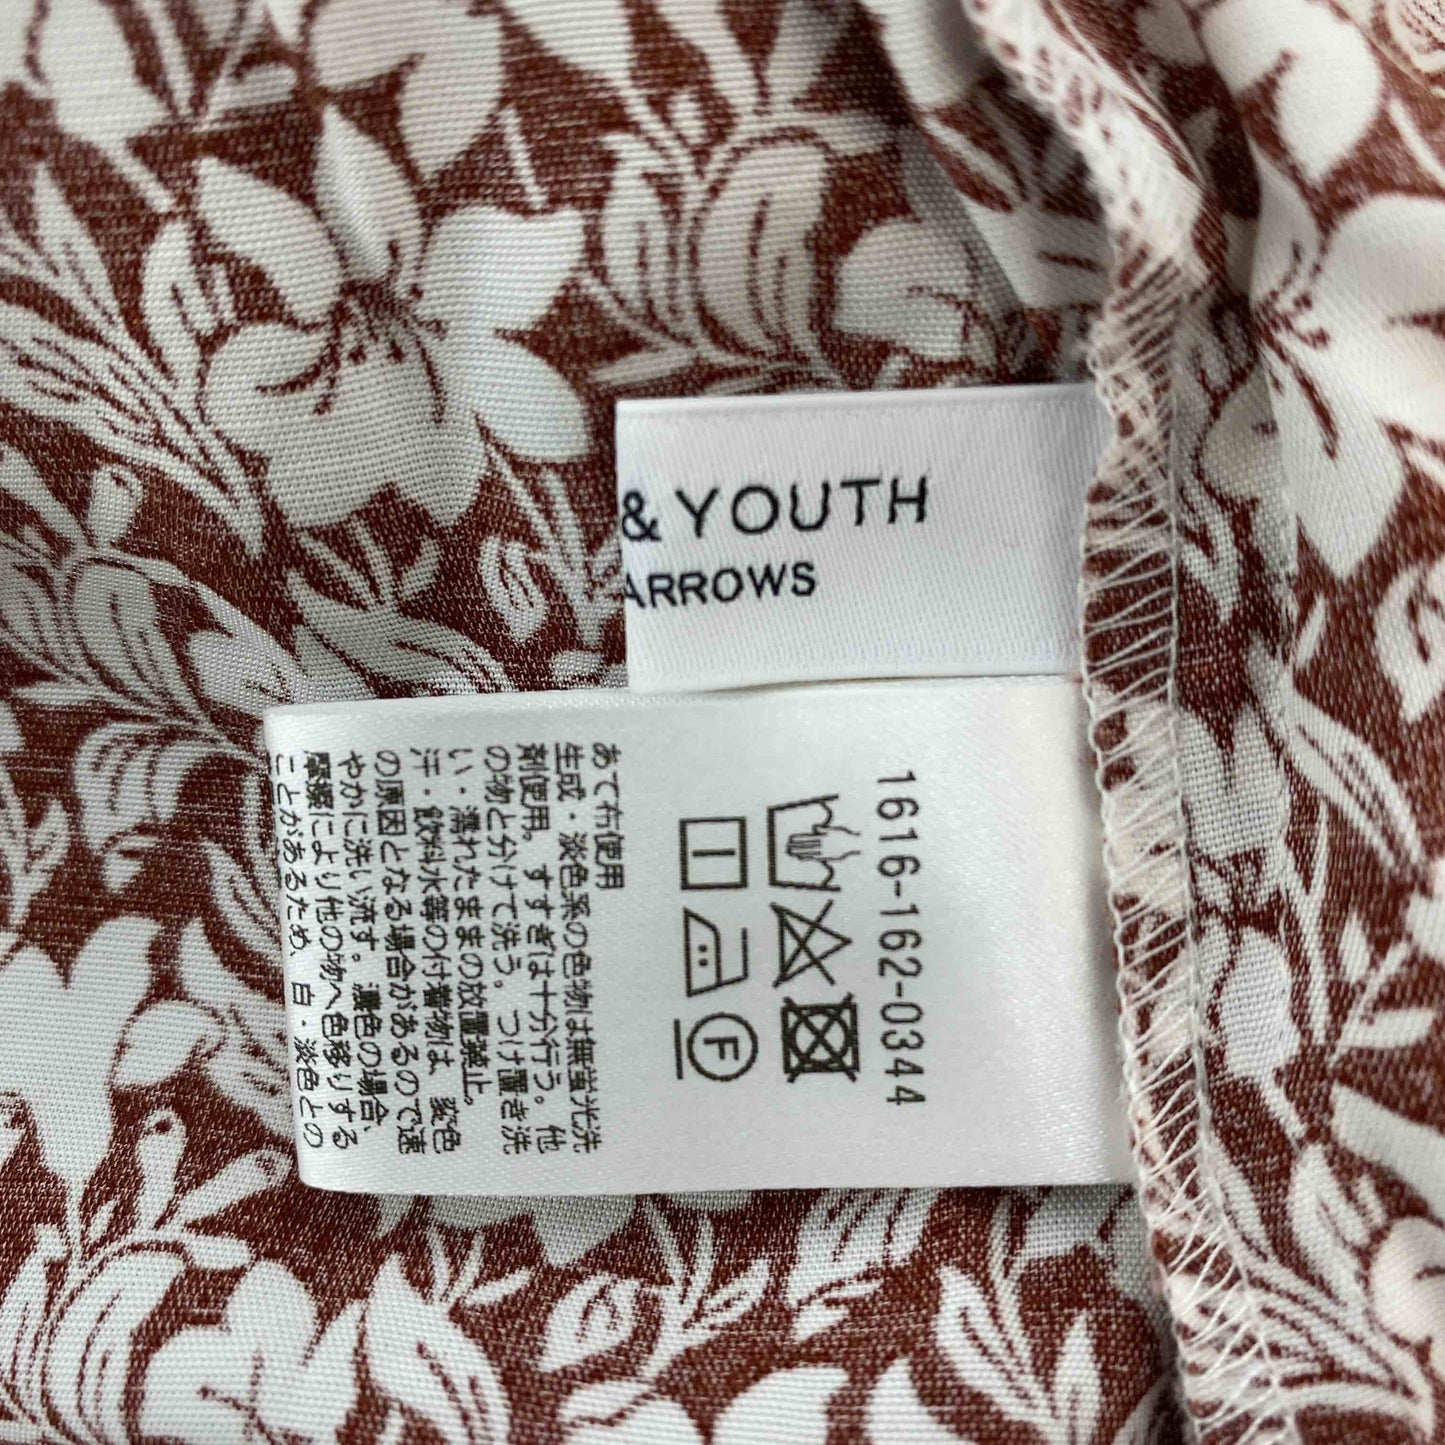 & YOUTH
ARROWS
1616-162-0344
F
あて布使用
生成・淡色系の色物は無蛍光洗
剤使用。すすぎは十分行う。他
の物と分けて洗う。つけ置き洗
い・濡れたままの放置禁止。
汗・飲料水等の付着物は、変色
の原因となる場合があるので速
やかに洗い流す。濃色の場合、
摩擦により他の物へ色移りする
ことがあるため、白・淡色との